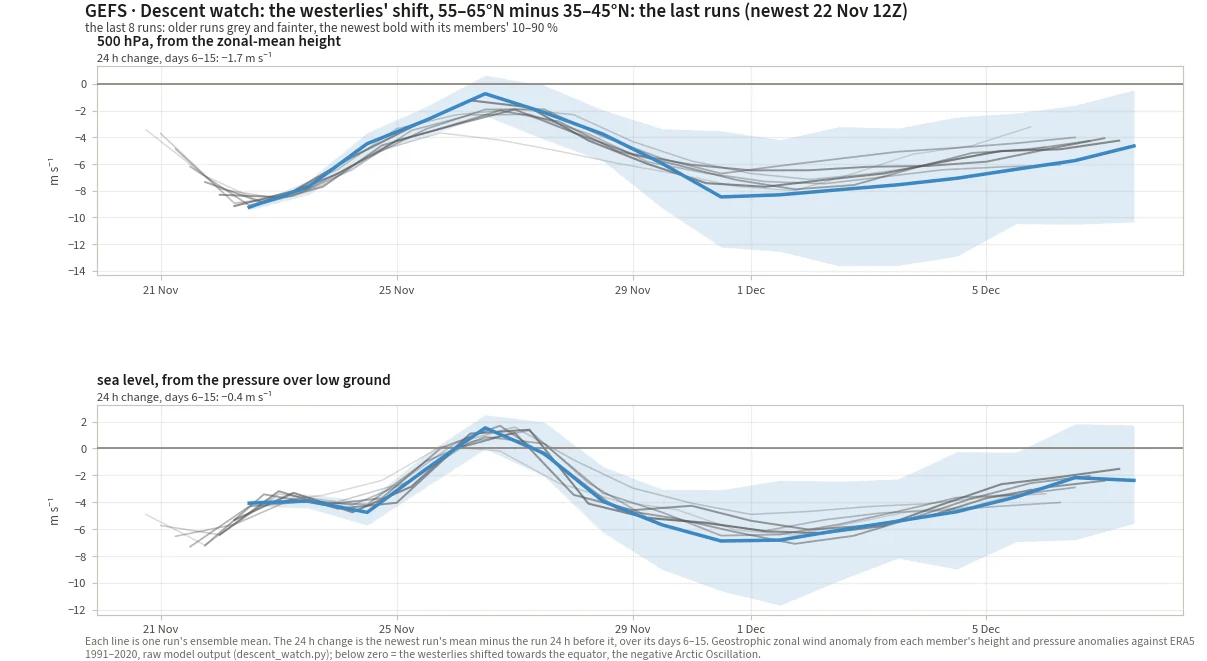 GEFS · Descent watch: the westerlies' shift, 55–65°N minus 35–45°N: the last runs (newest 22 Nov 12Z)
the last 8 runs: older runs grey and fainter, the newest bold with its members' 10–90 %
500 hPa, from the zonal-mean height
24 h change, days 6–15: −1.7 m s⁻¹
0
−2
−4
−6
−8
−10
−12
−14
m s⁻¹
21 Nov 25 Nov 29 Nov 1 Dec 5 Dec
sea level, from the pressure over low ground
24 h change, days 6–15: −0.4 m s⁻¹
2
0
−2
−4
−6
−8
−10
−12
m s⁻¹
21 Nov 25 Nov 29 Nov 1 Dec 5 Dec
Each line is one run's ensemble mean. The 24 h change is the newest run's mean minus the run 24 h before it, over its days 6–15. Geostrophic zonal wind anomaly from each member's height and pressure anomalies against ERA5
1991–2020, raw model output (descent_watch.py); below zero = the westerlies shifted towards the equator, the negative Arctic Oscillation.